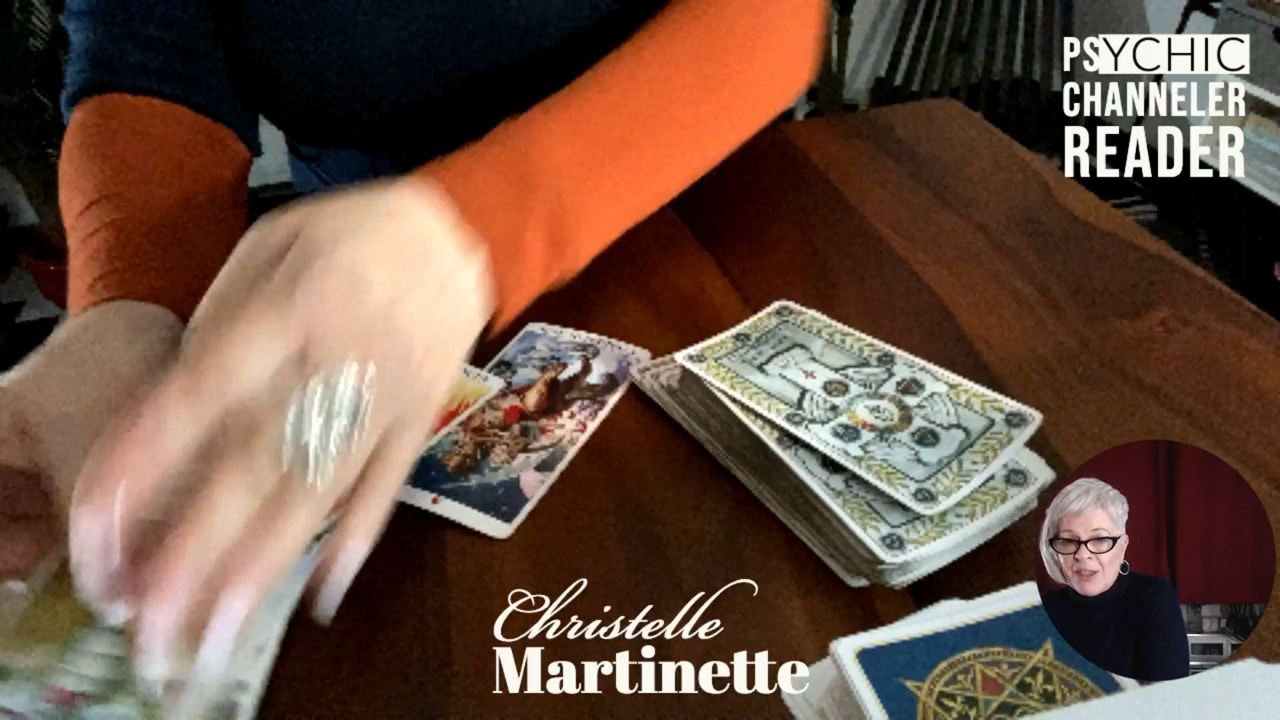 PSYCHIC
CHANNELER
READER
Christelle
Martinette